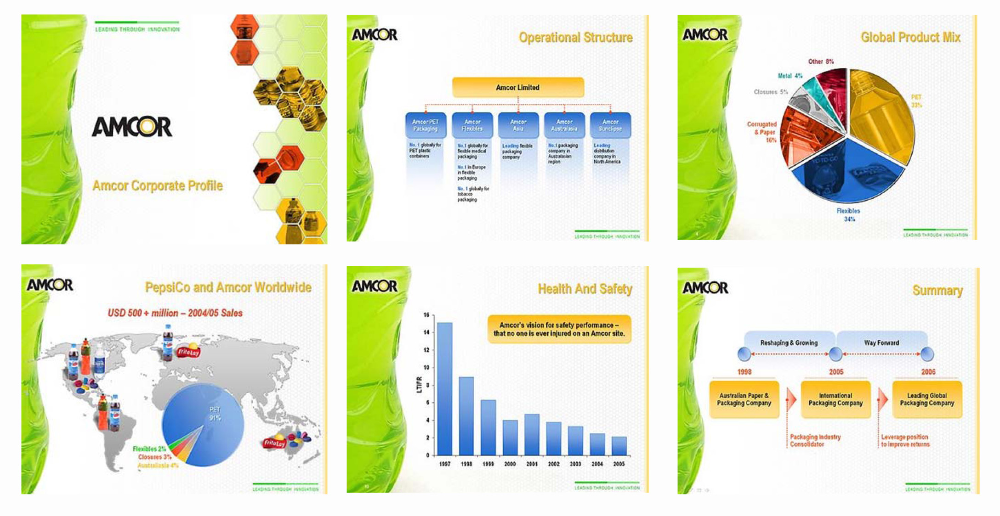 LEADING THROUGH INNOVATION
AMCOR
Amcor Corporate Profile
AMCOR
Operational Structure
Amcor Limited
Amcor PET
Packaging
No. 1 globally for
PET plastic
containers
Amcor
Flexibles
No.1 globally for
flexible medical
packaging
No.1 in Europe
in flexible
packaging
No. 1 globally for
tobacco
packaging
Amcor
Asia
Leading flexible
packaging
company
Amcor
Australasia
No.1 packaging
company in
Australasian
region
Amcor
Sunclipse
Leading
distribution
company in
North America
LEADING THROUGH INNOVATION
AMCOR
Global Product Mix
Other 8%
Metal 4%
Closures 5%
Corrugated
& Paper
16%
PET
33%
Flexibles
34%
LEADING THROUGH INNOVATION
AMCOR
PepsiCo and Amcor Worldwide
USD 500 + million – 2004/05 Sales
fritolay
PET
91%
fritolay
Flexibles 2%
Closures 3%
Australiasia 4%
LEADING THROUGH INNOVATION
AMCOR
Health And Safety
Amcor's vision for safety performance –
that no one is ever injured on an Amcor site.
LTIFR
16
14
12
10
8
6
4
2
0
1997 1998 1999 2000 2001 2002 2003 2004 2005
LEADING THROUGH INNOVATION
AMCOR
Summary
Reshaping & Growing
Way Forward
1998
2005
2006
Australian Paper &
Packaging Company
International
Packaging Company
Leading Global
Packaging Company
Packaging Industry
Consolidator
Leverage position
to improve returns
LEADING THROUGH INNOVATION